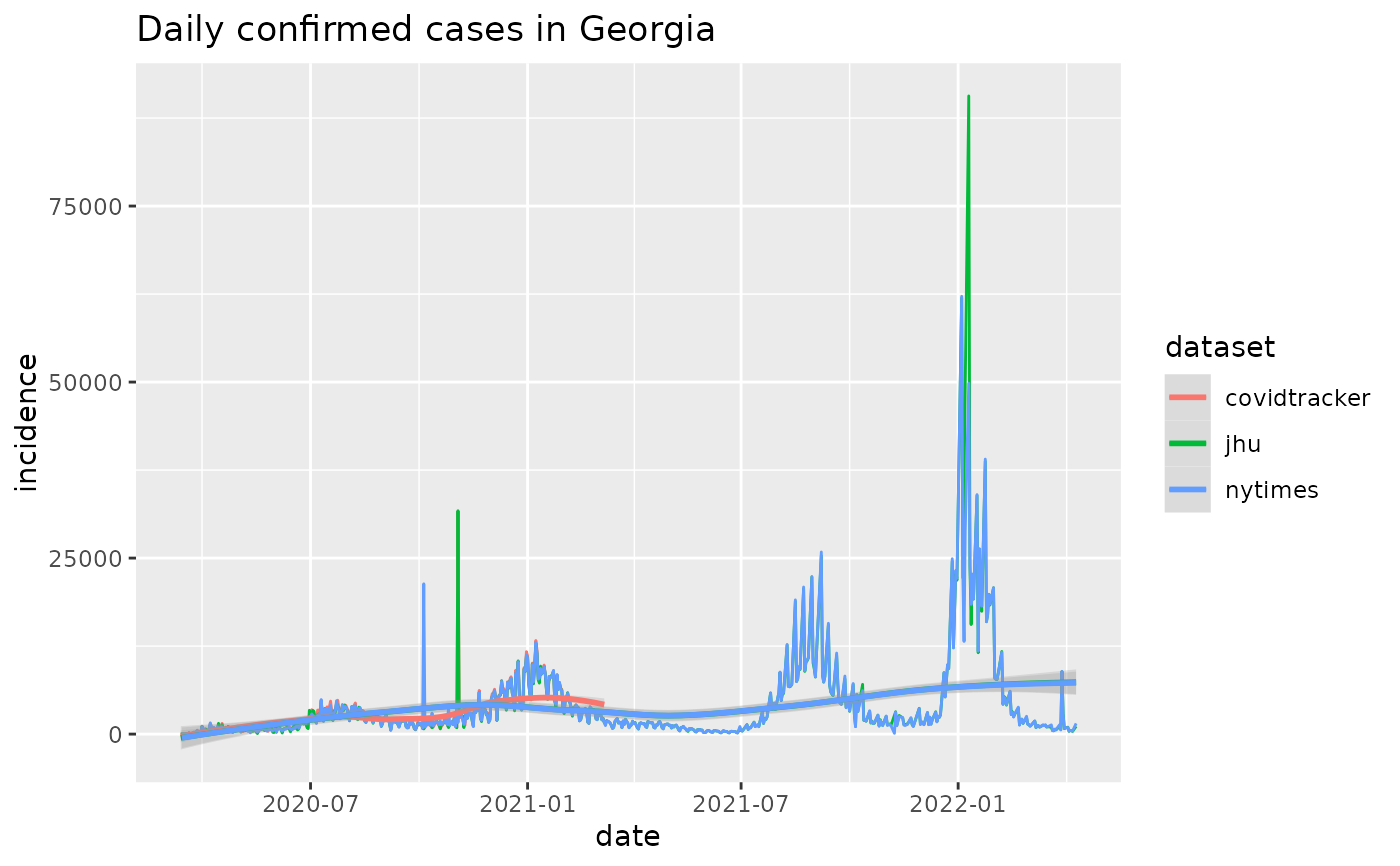 Daily confirmed cases in Georgia
incidence
75000
50000
25000
0
2020-07
2021-01
2021-07
2022-01
date
dataset
covidtracker
jhu
nytimes